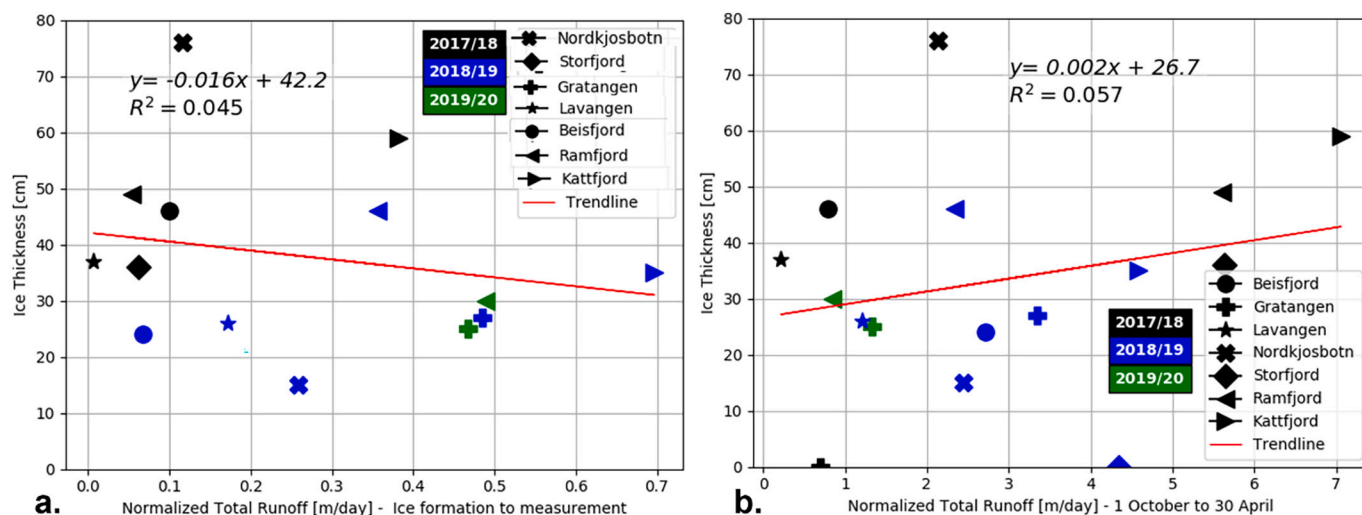 80
70
60
50
40
30
20
10
0
Ice Thickness [cm]
y= -0.016x + 42.2
R² = 0.045
2017/18
2018/19
2019/20
Nordkjosbotn
Storfjord
Gratangen
Lavangen
Beisfjord
Ramfjord
Kattfjord
Trendline
0.0 0.1 0.2 0.3 0.4 0.5 0.6 0.7
a. Normalized Total Runoff [m/day] - Ice formation to measurement
80
70
60
50
40
30
20
10
0
Ice Thickness [cm]
y= 0.002x + 26.7
R² = 0.057
2017/18
2018/19
2019/20
Beisfjord
Gratangen
Lavangen
Nordkjosbotn
Storfjord
Ramfjord
Kattfjord
Trendline
0 1 2 3 4 5 6 7
b. Normalized Total Runoff [m/day] - 1 October to 30 April